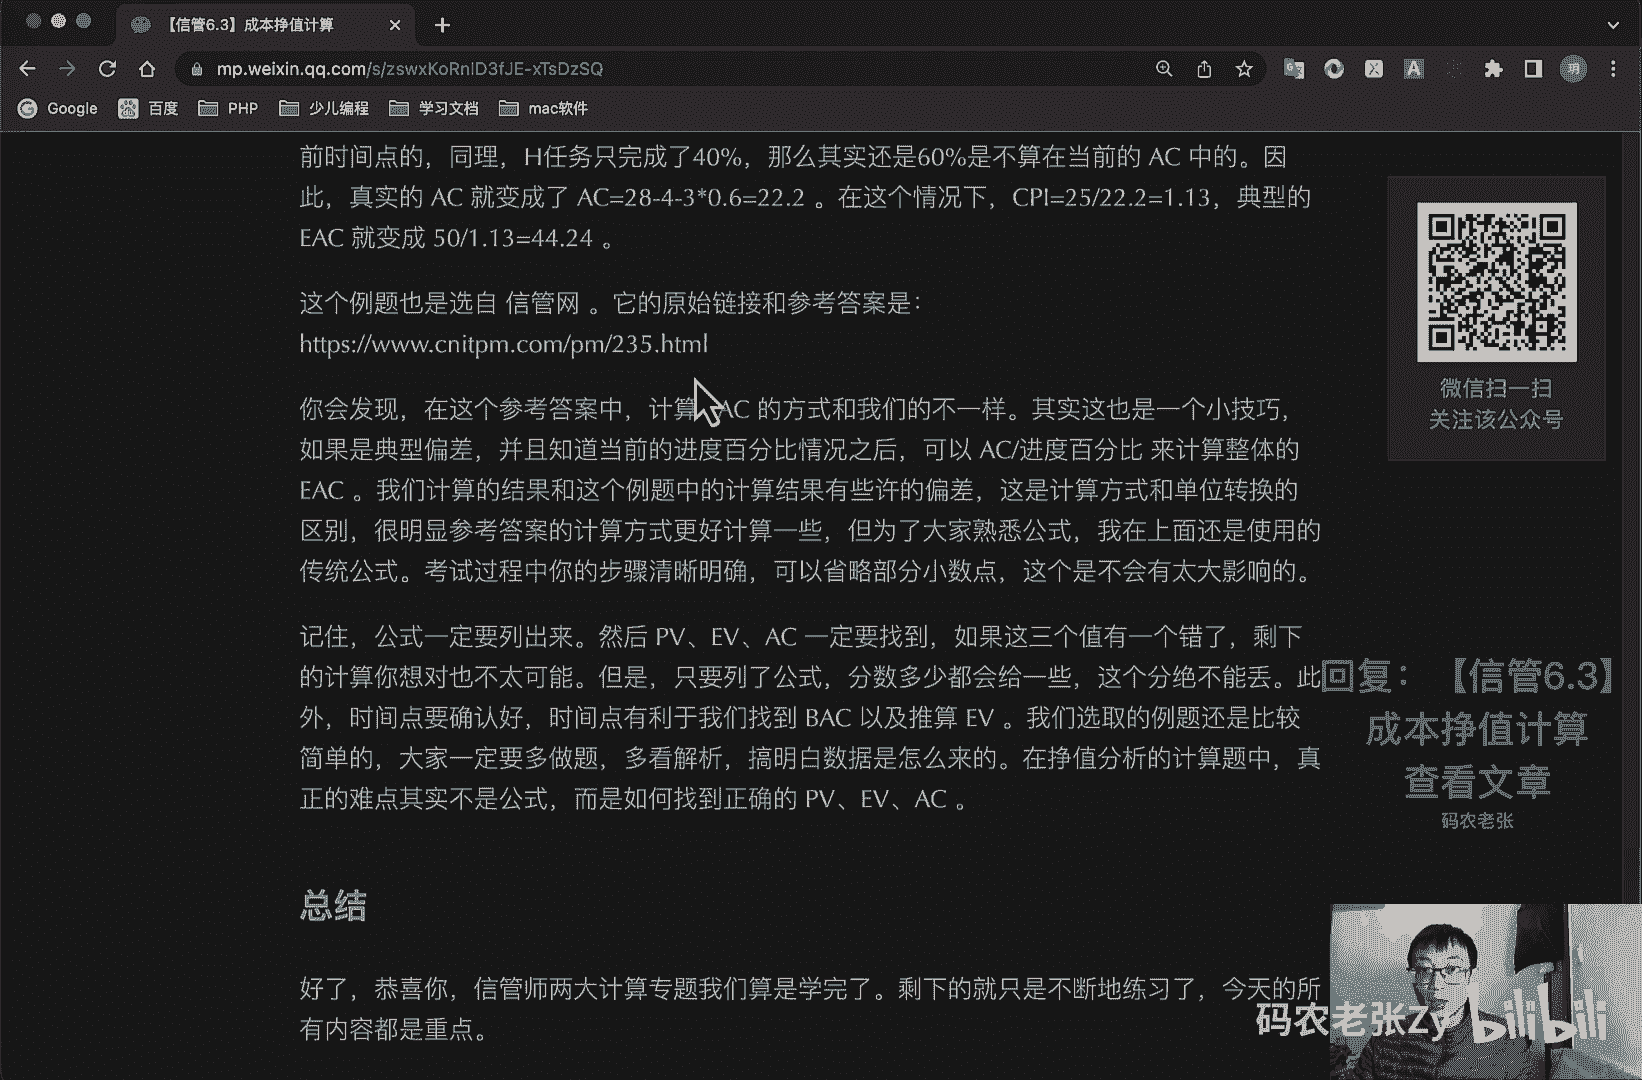 【信管6.3】成本挣值计算
mp.weixin.qq.com/s/zswxKoRnlD3fJE-xTsDzSQ
Google
百度
PHP
少儿编程
学习文档
mac软件
前时间点的，同理，H任务只完成了40%，那么其实还是60%是不算在当前的 AC 中的。因
此，真实的 AC 就变成了 AC=28-4-3*0.6=22.2 。在这个情况下，CPI=25/22.2=1.13，典型的
EAC 就变成 50/1.13=44.24 。
这个例题也是选自 信管网 。它的原始链接和参考答案是：
https://www.cnitpm.com/pm/235.html
你会发现，在这个参考答案中，计算 AC 的方式和我们的不一样。其实这也是一个小技巧，
如果是典型偏差，并且知道当前的进度百分比情况之后，可以 AC/进度百分比 来计算整体的
EAC 。我们计算的结果和这个例题中的计算结果有些许的偏差，这是计算方式和单位转换的
区别，很明显参考答案的计算方式更好计算一些，但为了大家熟悉公式，我在上面还是使用的
传统公式。考试过程中你的步骤清晰明确，可以省略部分小数点，这个是不会有太大影响的。
记住，公式一定要列出来。然后 PV、EV、AC 一定要找到，如果这三个值有一个错了，剩下
的计算你想对也不太可能。但是，只要列了公式，分数多少都会给一些，这个分绝不能丢。此
外，时间点要确认好，时间点有利于我们找到 BAC 以及推算 EV 。我们选取的例题还是比较
简单的，大家一定要多做题，多看解析，搞明白数据是怎么来的。在挣值分析的计算题中，真
正的难点其实不是公式，而是如何找到正确的 PV、EV、AC 。
总结
好了，恭喜你，信管师两大计算专题我们算是学完了。剩下的就只是不断地练习了，今天的所
有内容都是重点。
微信扫一扫
关注该公众号
回复：【信管6.3】
成本挣值计算
查看文章
码农老张
码农老张Zy
bilibili